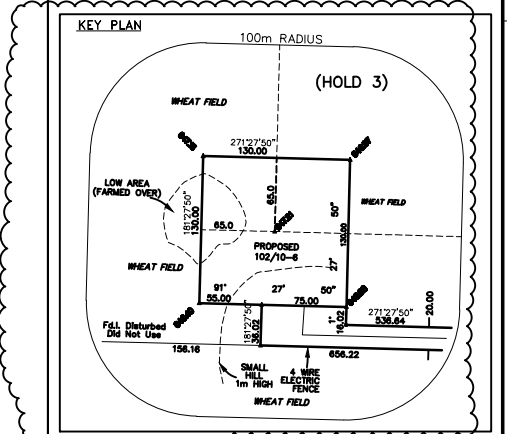 KEY PLAN
100m RADIUS
(HOLD 3)
WHEAT FIELD
271°27'50"
130.00
LOW AREA
(FARMED OVER)
181°27'50"
130.00
65.0
65.0
50"
130.00
27'
WHEAT FIELD
PROPOSED
102/10-6
WHEAT FIELD
91°
27'
50"
55.00
75.00
1°
16.02
271°27'50"
536.64
20.00
Fd.I. Disturbed
Did Not Use
181°27'50"
36.02
156.16
656.22
SMALL
HILL
1m HIGH
4 WIRE
ELECTRIC
FENCE
WHEAT FIELD